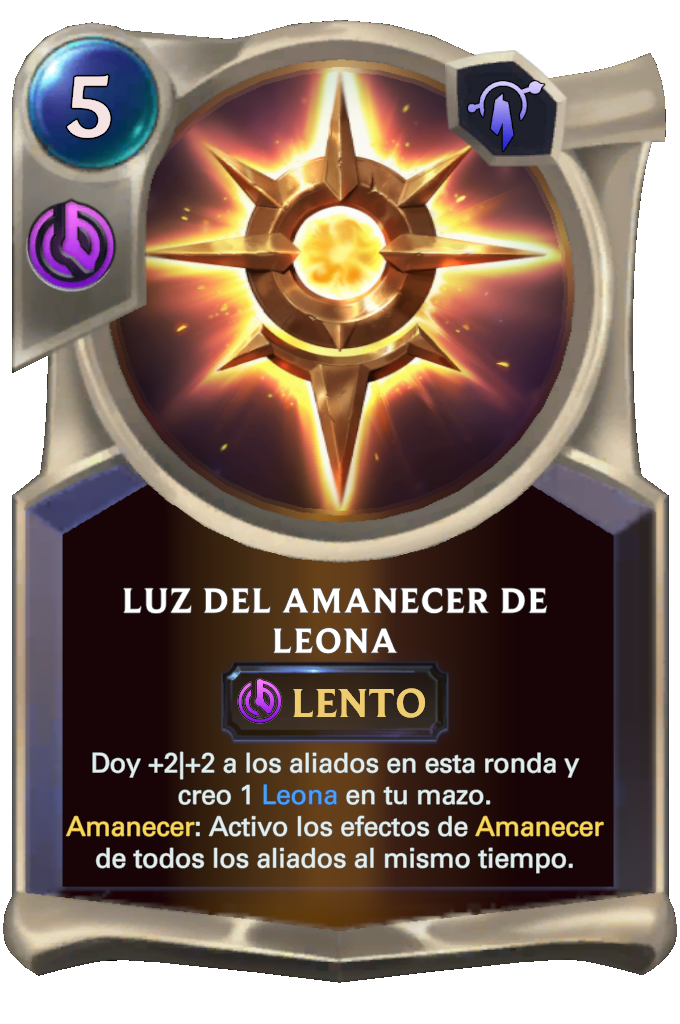 5
LUZ DEL AMANECER DE
LEONA
LENTO
Doy +2|+2 a los aliados en esta ronda y
creo 1 Leona en tu mazo.
Amanecer: Activo los efectos de Amanecer
de todos los aliados al mismo tiempo.